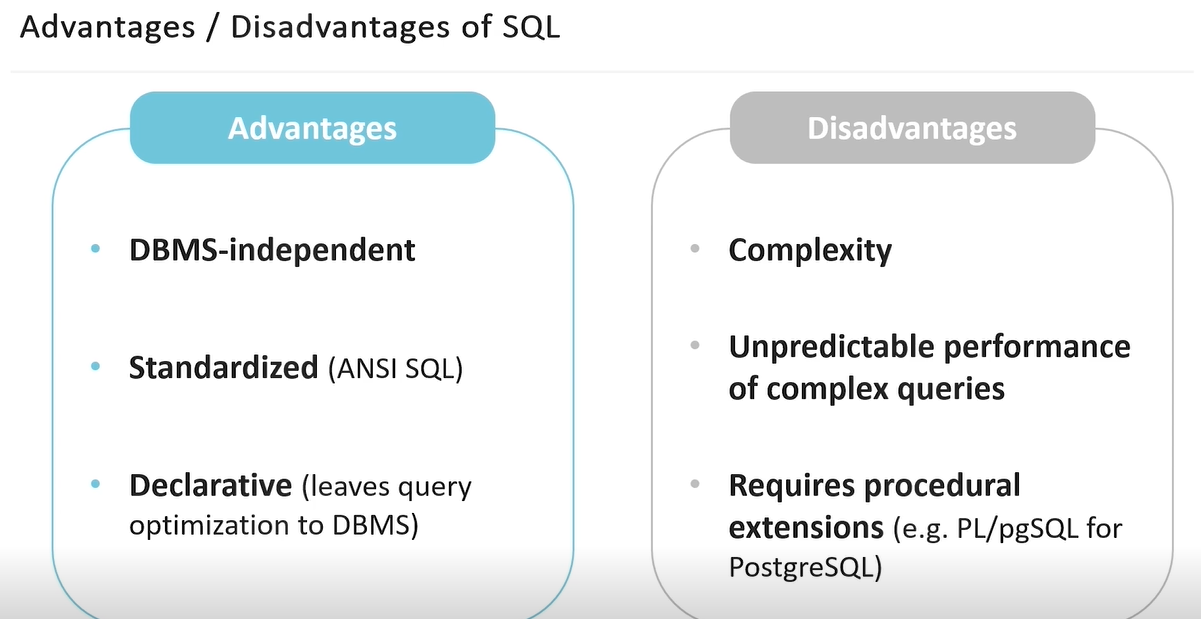 Advantages / Disadvantages of SQL
Advantages
• DBMS-independent
• Standardized (ANSI SQL)
• Declarative (leaves query
optimization to DBMS)
Disadvantages
• Complexity
• Unpredictable performance
of complex queries
• Requires procedural
extensions (e.g. PL/pgSQL for
PostgreSQL)